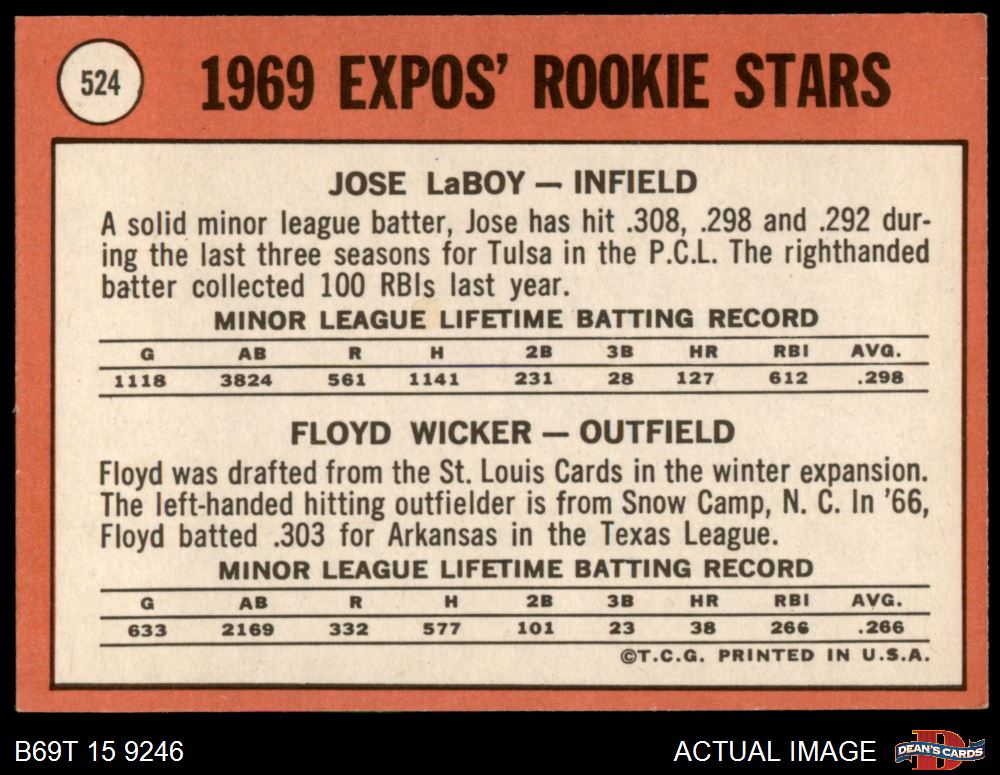 524
1969 EXPOS' ROOKIE STARS
JOSE LaBOY — INFIELD
A solid minor league batter, Jose has hit .308, .298 and .292 dur-
ing the last three seasons for Tulsa in the P.C.L. The righthanded
batter collected 100 RBIs last year.
MINOR LEAGUE LIFETIME BATTING RECORD
G AB R H 2B 3B HR RBI AVG.
1118 3824 561 1141 231 28 127 612 .298
FLOYD WICKER — OUTFIELD
Floyd was drafted from the St. Louis Cards in the winter expansion.
The left-handed hitting outfielder is from Snow Camp, N. C. In '66,
Floyd batted .303 for Arkansas in the Texas League.
MINOR LEAGUE LIFETIME BATTING RECORD
G AB R H 2B 3B HR RBI AVG.
633 2169 332 577 101 23 38 266 .266
©T.C.G. PRINTED IN U.S.A.
B69T 15 9246
ACTUAL IMAGE
D
DEAN'S CARDS